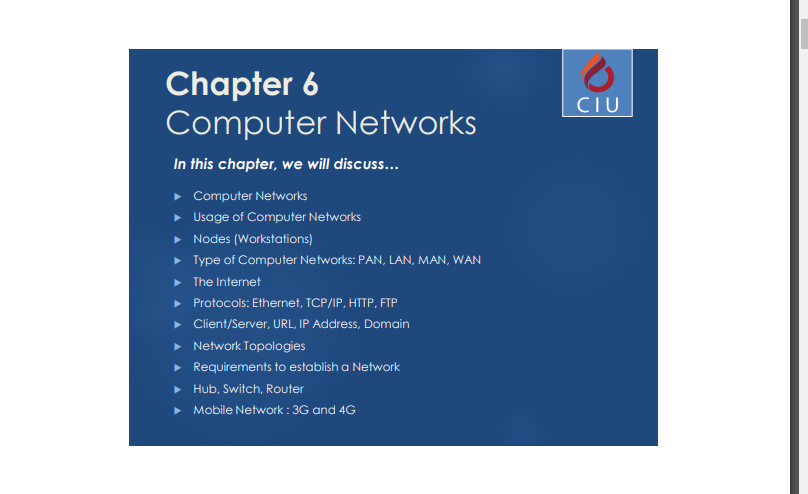 Chapter 6
Computer Networks
CIU
In this chapter, we will discuss...
Computer Networks
Usage of Computer Networks
Nodes (Workstations)
Type of Computer Networks: PAN, LAN, MAN, WAN
The Internet
Protocols: Ethernet, TCP/IP, HTTP, FTP
Client/Server, URL, IP Address, Domain
Network Topologies
Requirements to establish a Network
Hub, Switch, Router
Mobile Network : 3G and 4G